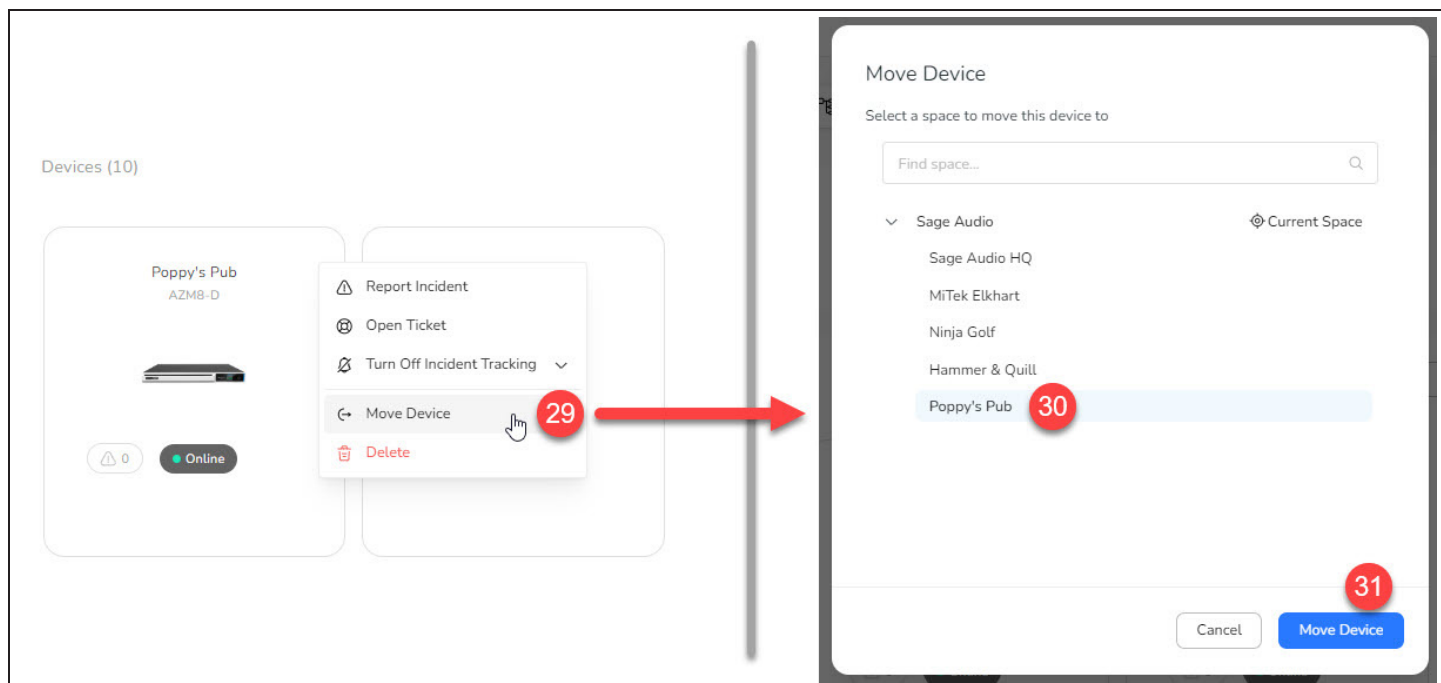 Devices (10)
Poppy's Pub
AZM8-D
0
Online
Report Incident
Open Ticket
Turn Off Incident Tracking
Move Device
29
Delete
Move Device
Select a space to move this device to
Find space...
Sage Audio
Current Space
Sage Audio HQ
MiTek Elkhart
Ninja Golf
Hammer & Quill
Poppy's Pub
30
31
Cancel
Move Device